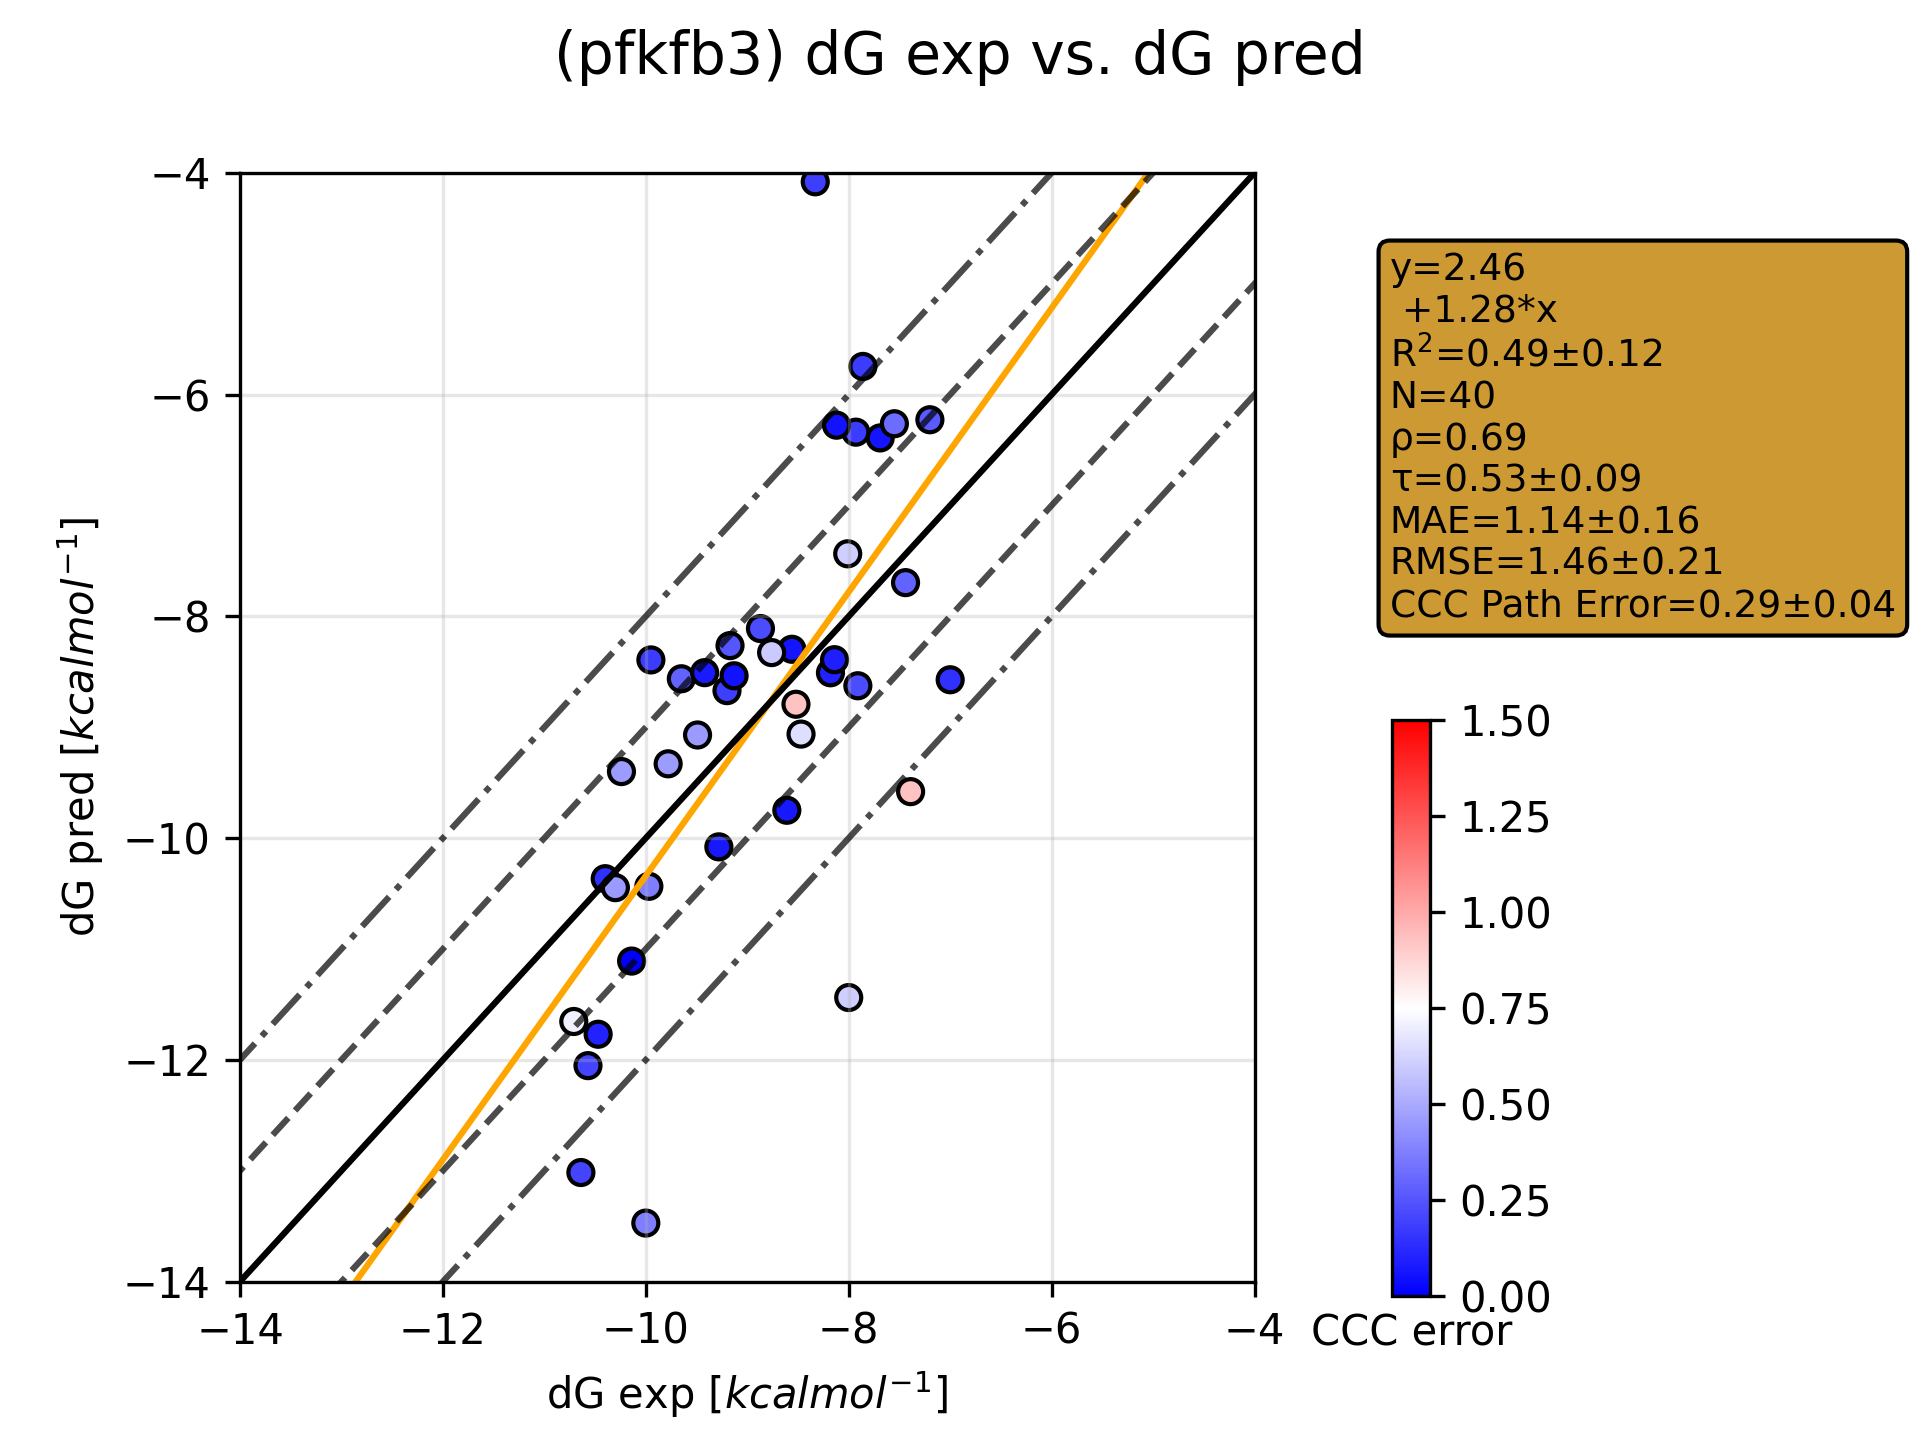 (pfkfb3) dG exp vs. dG pred
−4
−6
−8
−10
−12
−14
dG pred [kcalmol⁻¹]
−14 −12 −10 −8 −6 −4
dG exp [kcalmol⁻¹]
y=2.46
+1.28*x
R²=0.49±0.12
N=40
ρ=0.69
τ=0.53±0.09
MAE=1.14±0.16
RMSE=1.46±0.21
CCC Path Error=0.29±0.04
1.50
1.25
1.00
0.75
0.50
0.25
0.00
CCC error